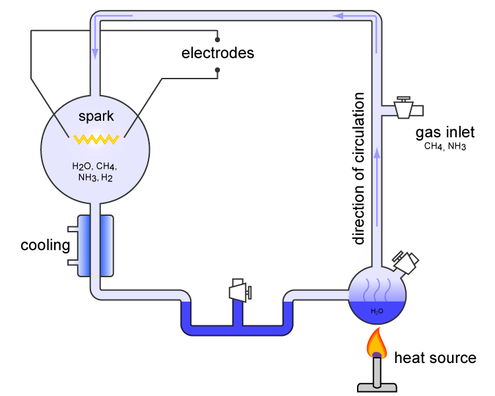 electrodes
spark
H2O, CH4,
NH3, H2
gas inlet
CH4, NH3
direction of circulation
cooling
H2O
heat source